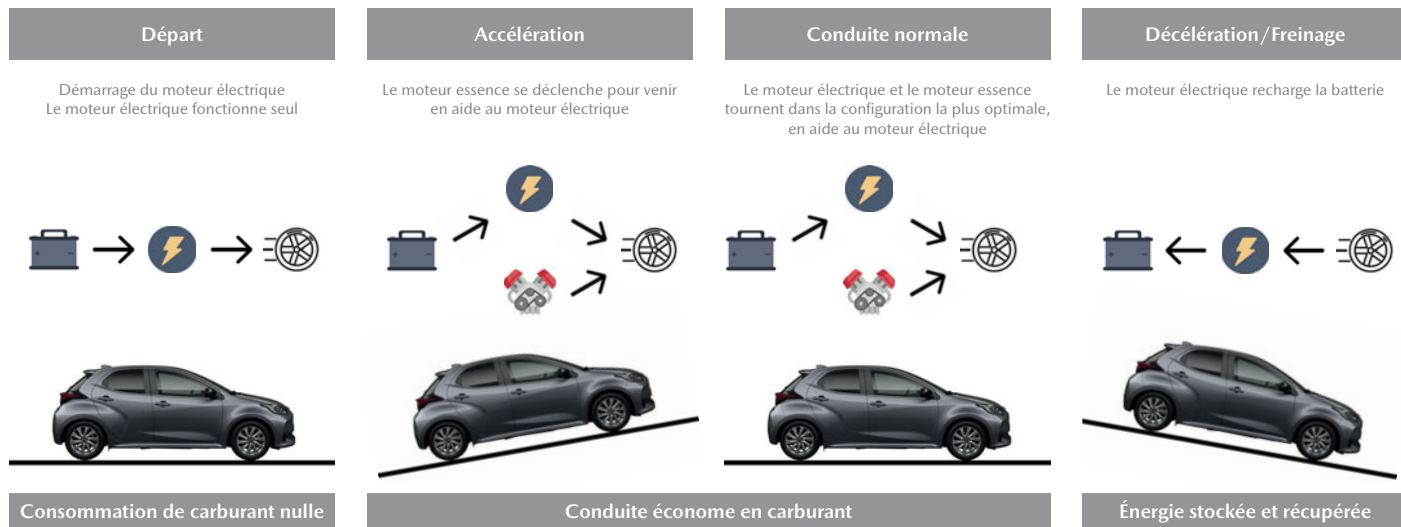 Départ
Démarrage du moteur électrique
Le moteur électrique fonctionne seul
Consommation de carburant nulle
Accélération
Le moteur essence se déclenche pour venir
en aide au moteur électrique
Conduite normale
Le moteur électrique et le moteur essence
tournent dans la configuration la plus optimale,
en aide au moteur électrique
Conduite économe en carburant
Décélération/Freinage
Le moteur électrique recharge la batterie
Énergie stockée et récupérée